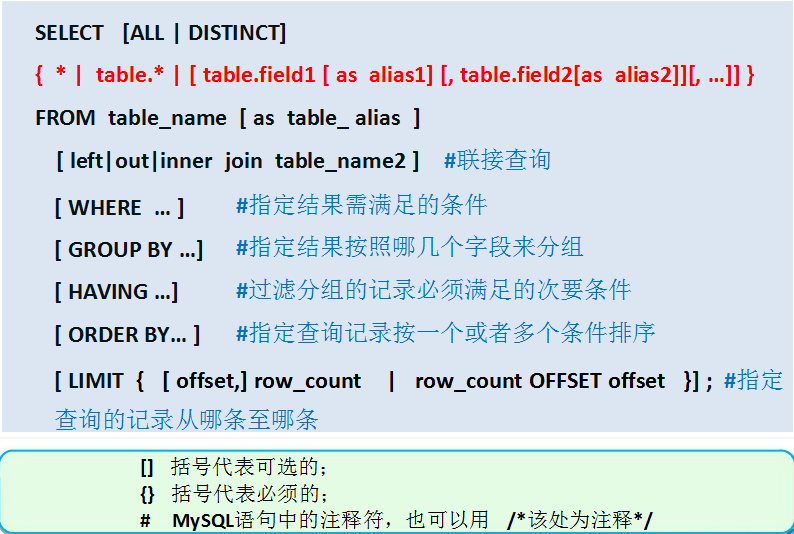 SELECT [ALL | DISTINCT]
{ * | table.* | [ table.field1 [ as alias1] [, table.field2[as alias2]][, …]] }
FROM table_name [ as table_ alias ]
[ left|out|inner join table_name2 ] #联接查询
[ WHERE … ] #指定结果需满足的条件
[ GROUP BY …] #指定结果按照哪几个字段来分组
[ HAVING …] #过滤分组的记录必须满足的次要条件
[ ORDER BY… ] #指定查询记录按一个或者多个条件排序
[ LIMIT { [ offset,] row_count | row_count OFFSET offset }] ; #指定
查询的记录从哪条至哪条
[] 括号代表可选的；
{} 括号代表必须的；
# MySQL语句中的注释符，也可以用 /*该处为注释*/